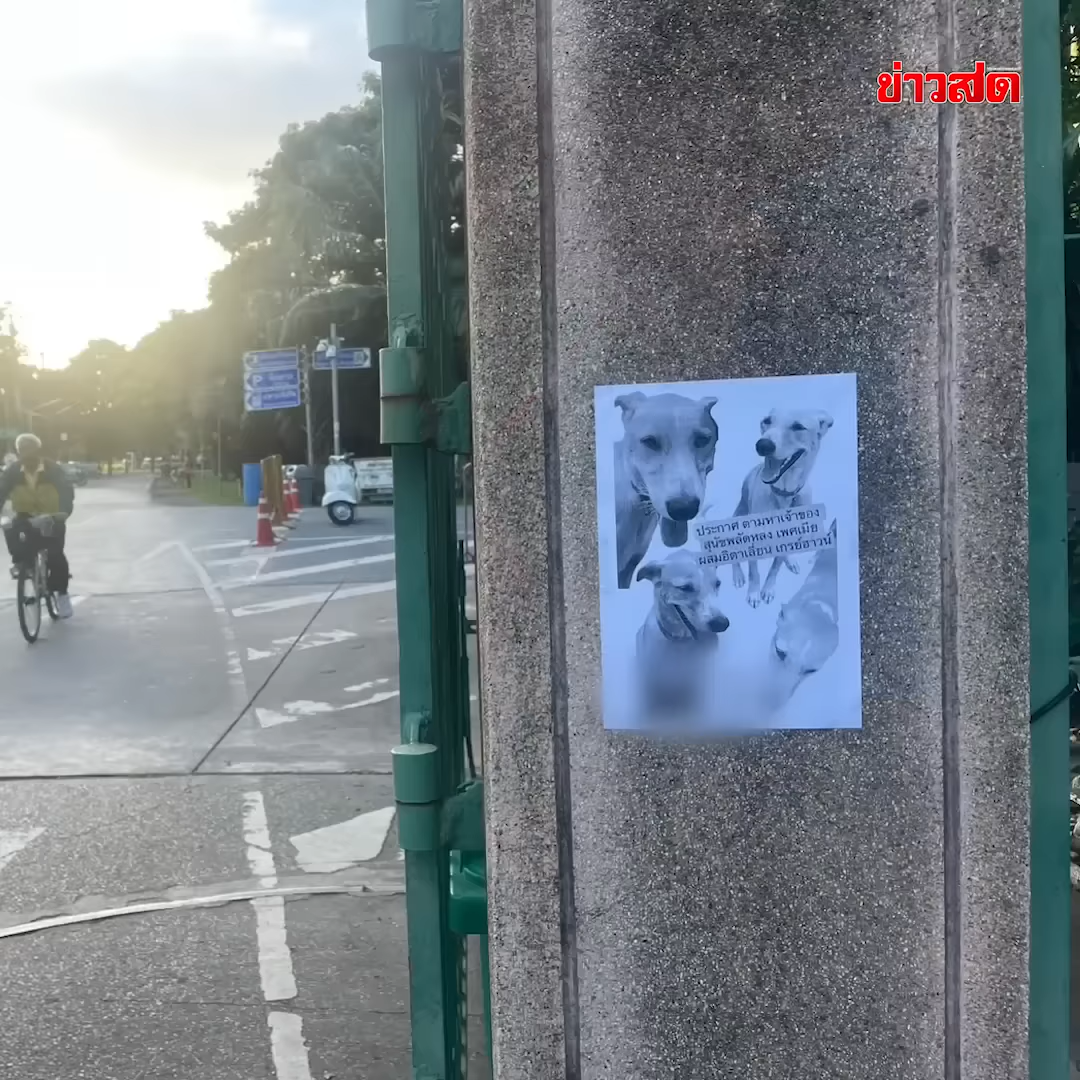 ข่าวสด
ประกาศ ตามหาเจ้าของ
สุนัขพลัดหลง เพศเมีย
ผสมอิตาเลี่ยน เกรย์ฮาวน์
P